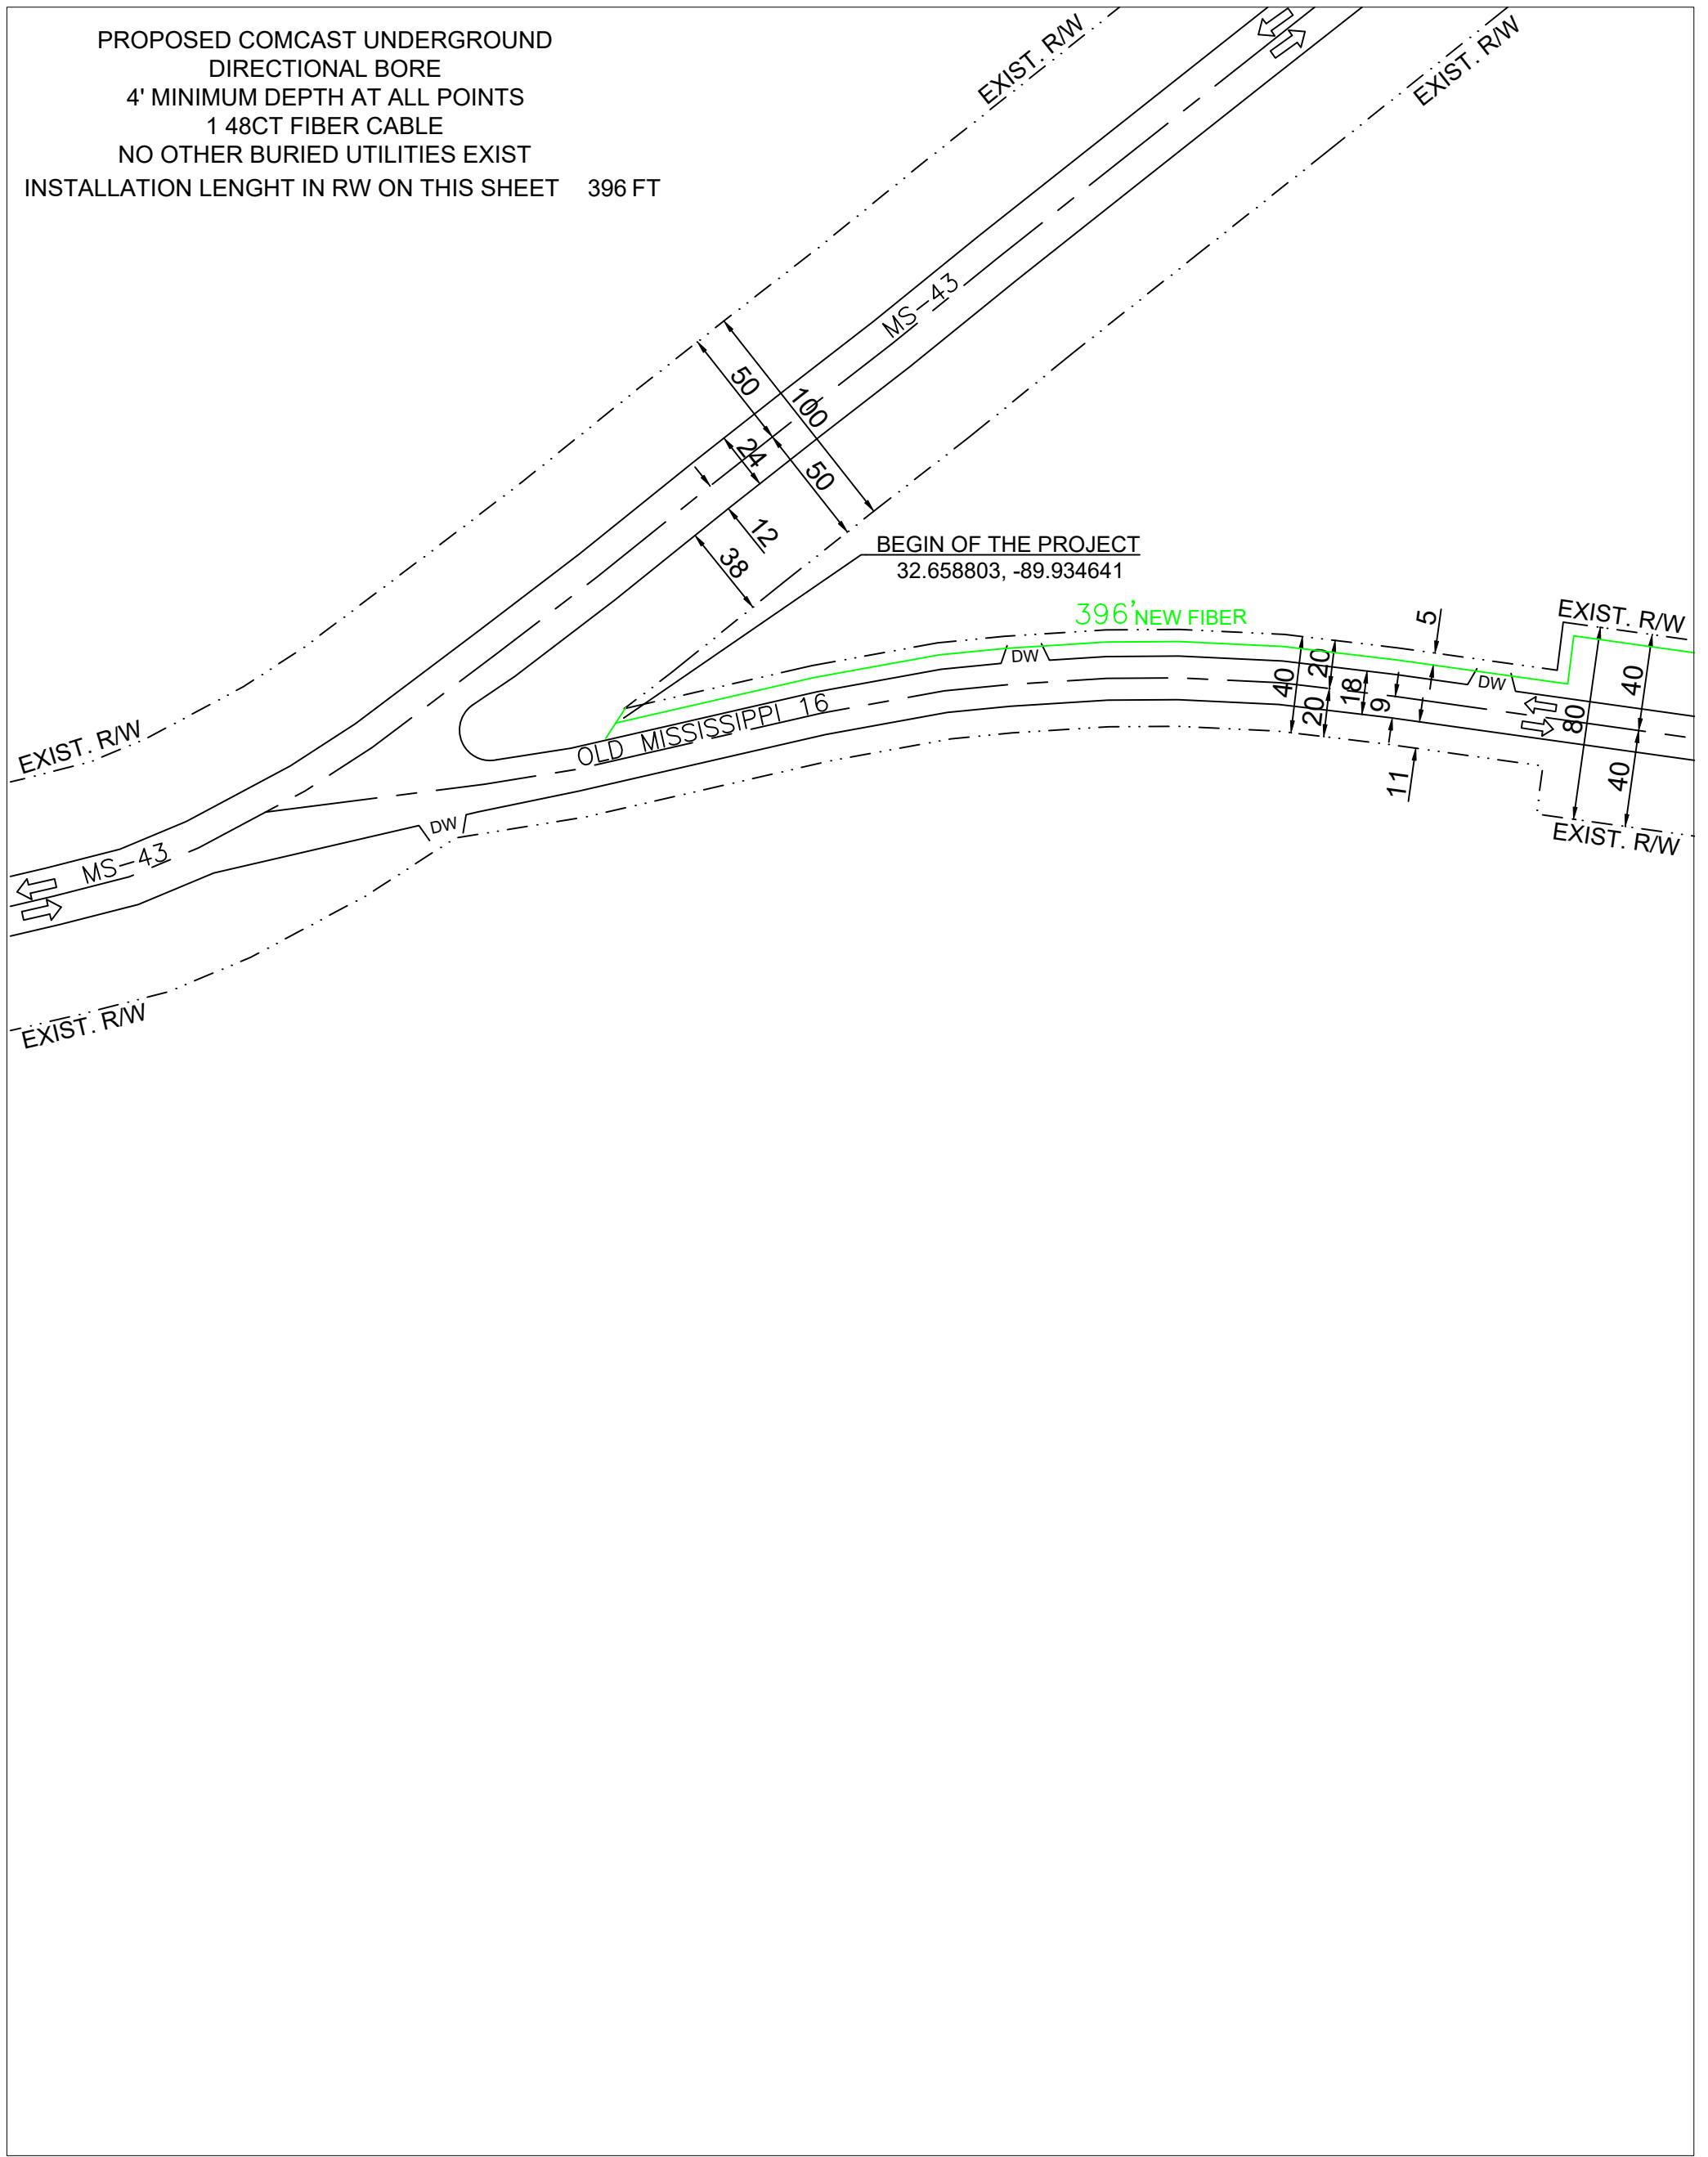 PROPOSED COMCAST UNDERGROUND
DIRECTIONAL BORE
4' MINIMUM DEPTH AT ALL POINTS
1 48CT FIBER CABLE
NO OTHER BURIED UTILITIES EXIST
INSTALLATION LENGHT IN RW ON THIS SHEET 396 FT
EXIST. R/W
EXIST. R/W
MS-43
50
100
24
50
12
38
BEGIN OF THE PROJECT
32.658803, -89.934641
396' NEW FIBER
5
EXIST. R/W
DW
DW
40
20
20
18
9
11
80
40
40
EXIST. R/W
OLD MISSISSIPPI 16
EXIST. R/W
DW
MS-43
EXIST. R/W